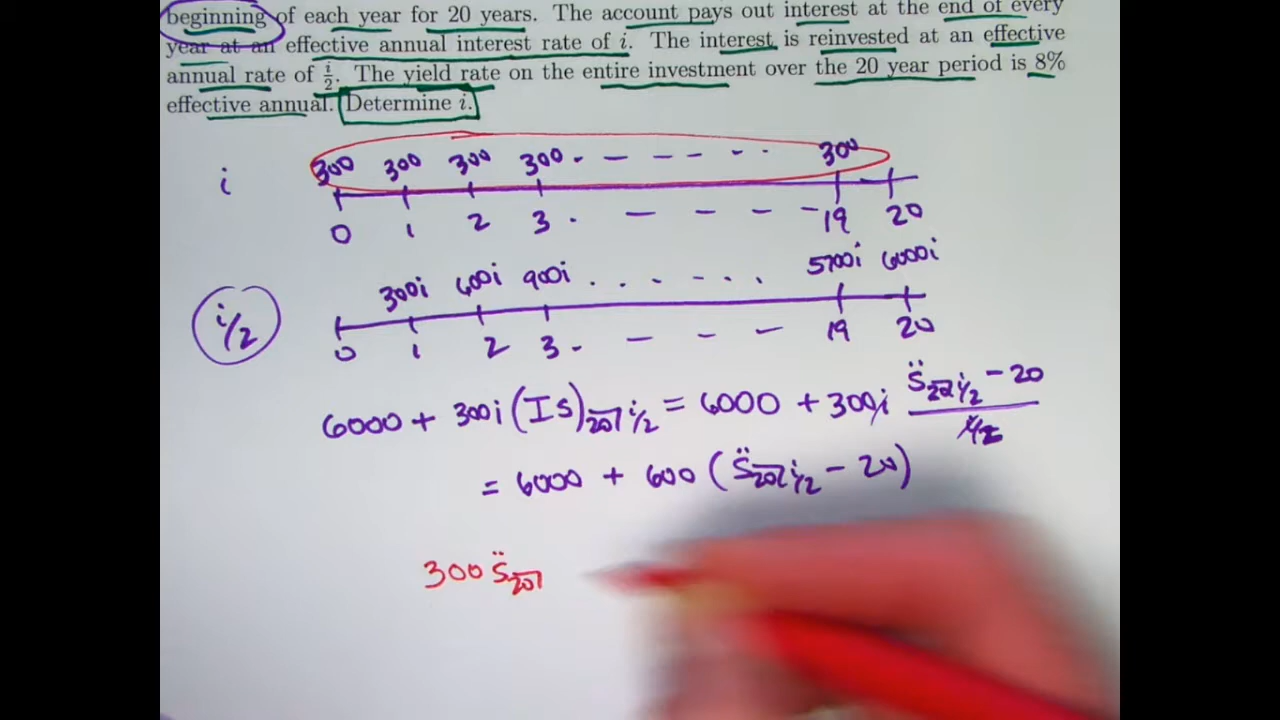 beginning of each year for 20 years. The account pays out interest at the end of every
year at an effective annual interest rate of i. The interest is reinvested at an effective
annual rate of i/2. The yield rate on the entire investment over the 20 year period is 8%
effective annual. Determine i.
300 300 300 300 . - - - - . 300
i
0 1 2 3 . - - - - 19 20
300i 600i 900i . . . - - . . 5700i 6000i
i/2
0 1 2 3 . - - - 19 20
6000 + 300i (Is)20⌉i/2 = 6000 + 300i (s̈20⌉i/2 - 20)/(i/2)
= 6000 + 600 (s̈20⌉i/2 - 20)
300 s̈20⌉